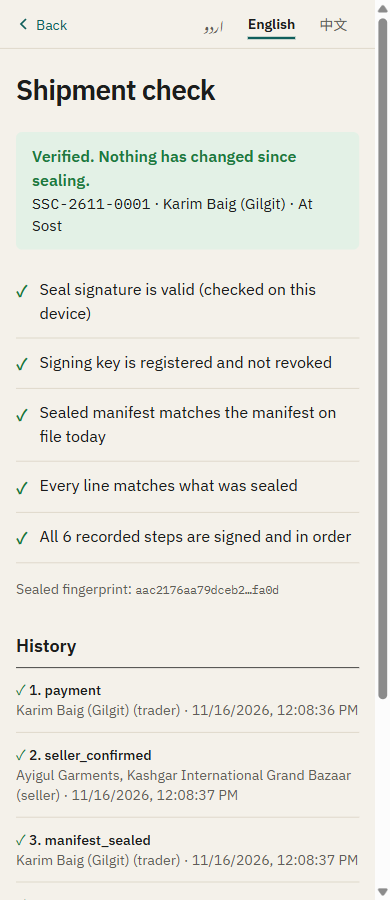 Back
اردو
English
中文
Shipment check
Verified. Nothing has changed since
sealing.
SSC-2611-0001 · Karim Baig (Gilgit) · At
Sost
✓ Seal signature is valid (checked on this
device)
✓ Signing key is registered and not revoked
✓ Sealed manifest matches the manifest on
file today
✓ Every line matches what was sealed
✓ All 6 recorded steps are signed and in order
Sealed fingerprint: aac2176aa79dceb2…fa0d
History
✓ 1. payment
Karim Baig (Gilgit) (trader) · 11/16/2026, 12:08:36 PM
✓ 2. seller_confirmed
Ayigul Garments, Kashgar International Grand Bazaar
(seller) · 11/16/2026, 12:08:37 PM
✓ 3. manifest_sealed
Karim Baig (Gilgit) (trader) · 11/16/2026, 12:08:37 PM